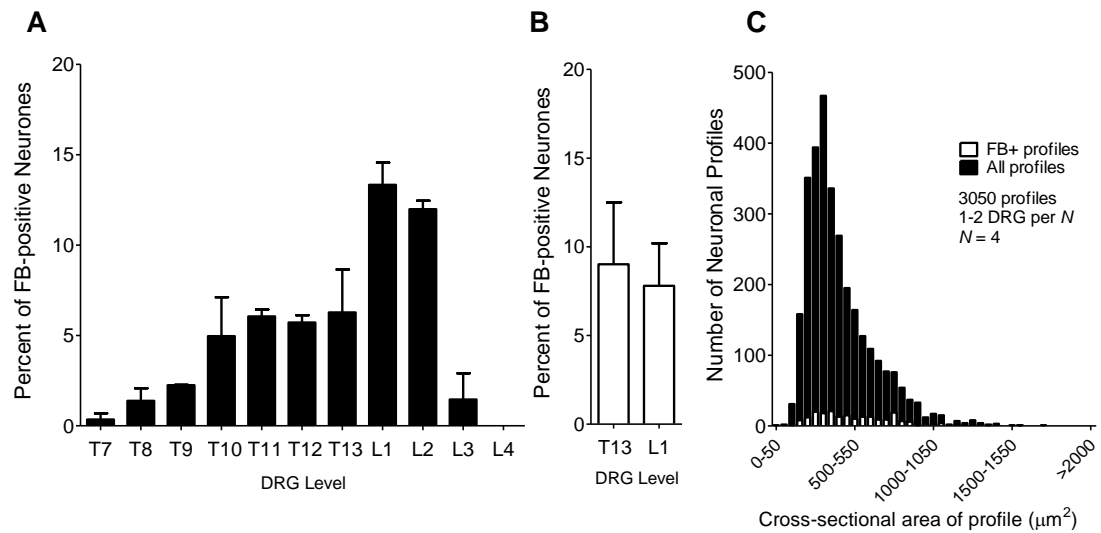 A
Percent of FB-positive Neurones
20
15
10
5
0
T7 T8 T9 T10 T11 T12 T13 L1 L2 L3 L4
DRG Level
B
Percent of FB-positive Neurones
20
15
10
5
0
T13 L1
DRG Level
C
Number of Neuronal Profiles
500
400
300
200
100
0
FB+ profiles
All profiles
3050 profiles
1-2 DRG per N
N = 4
0-50
500-550
1000-1050
1500-1550
>2000
Cross-sectional area of profile (μm²)